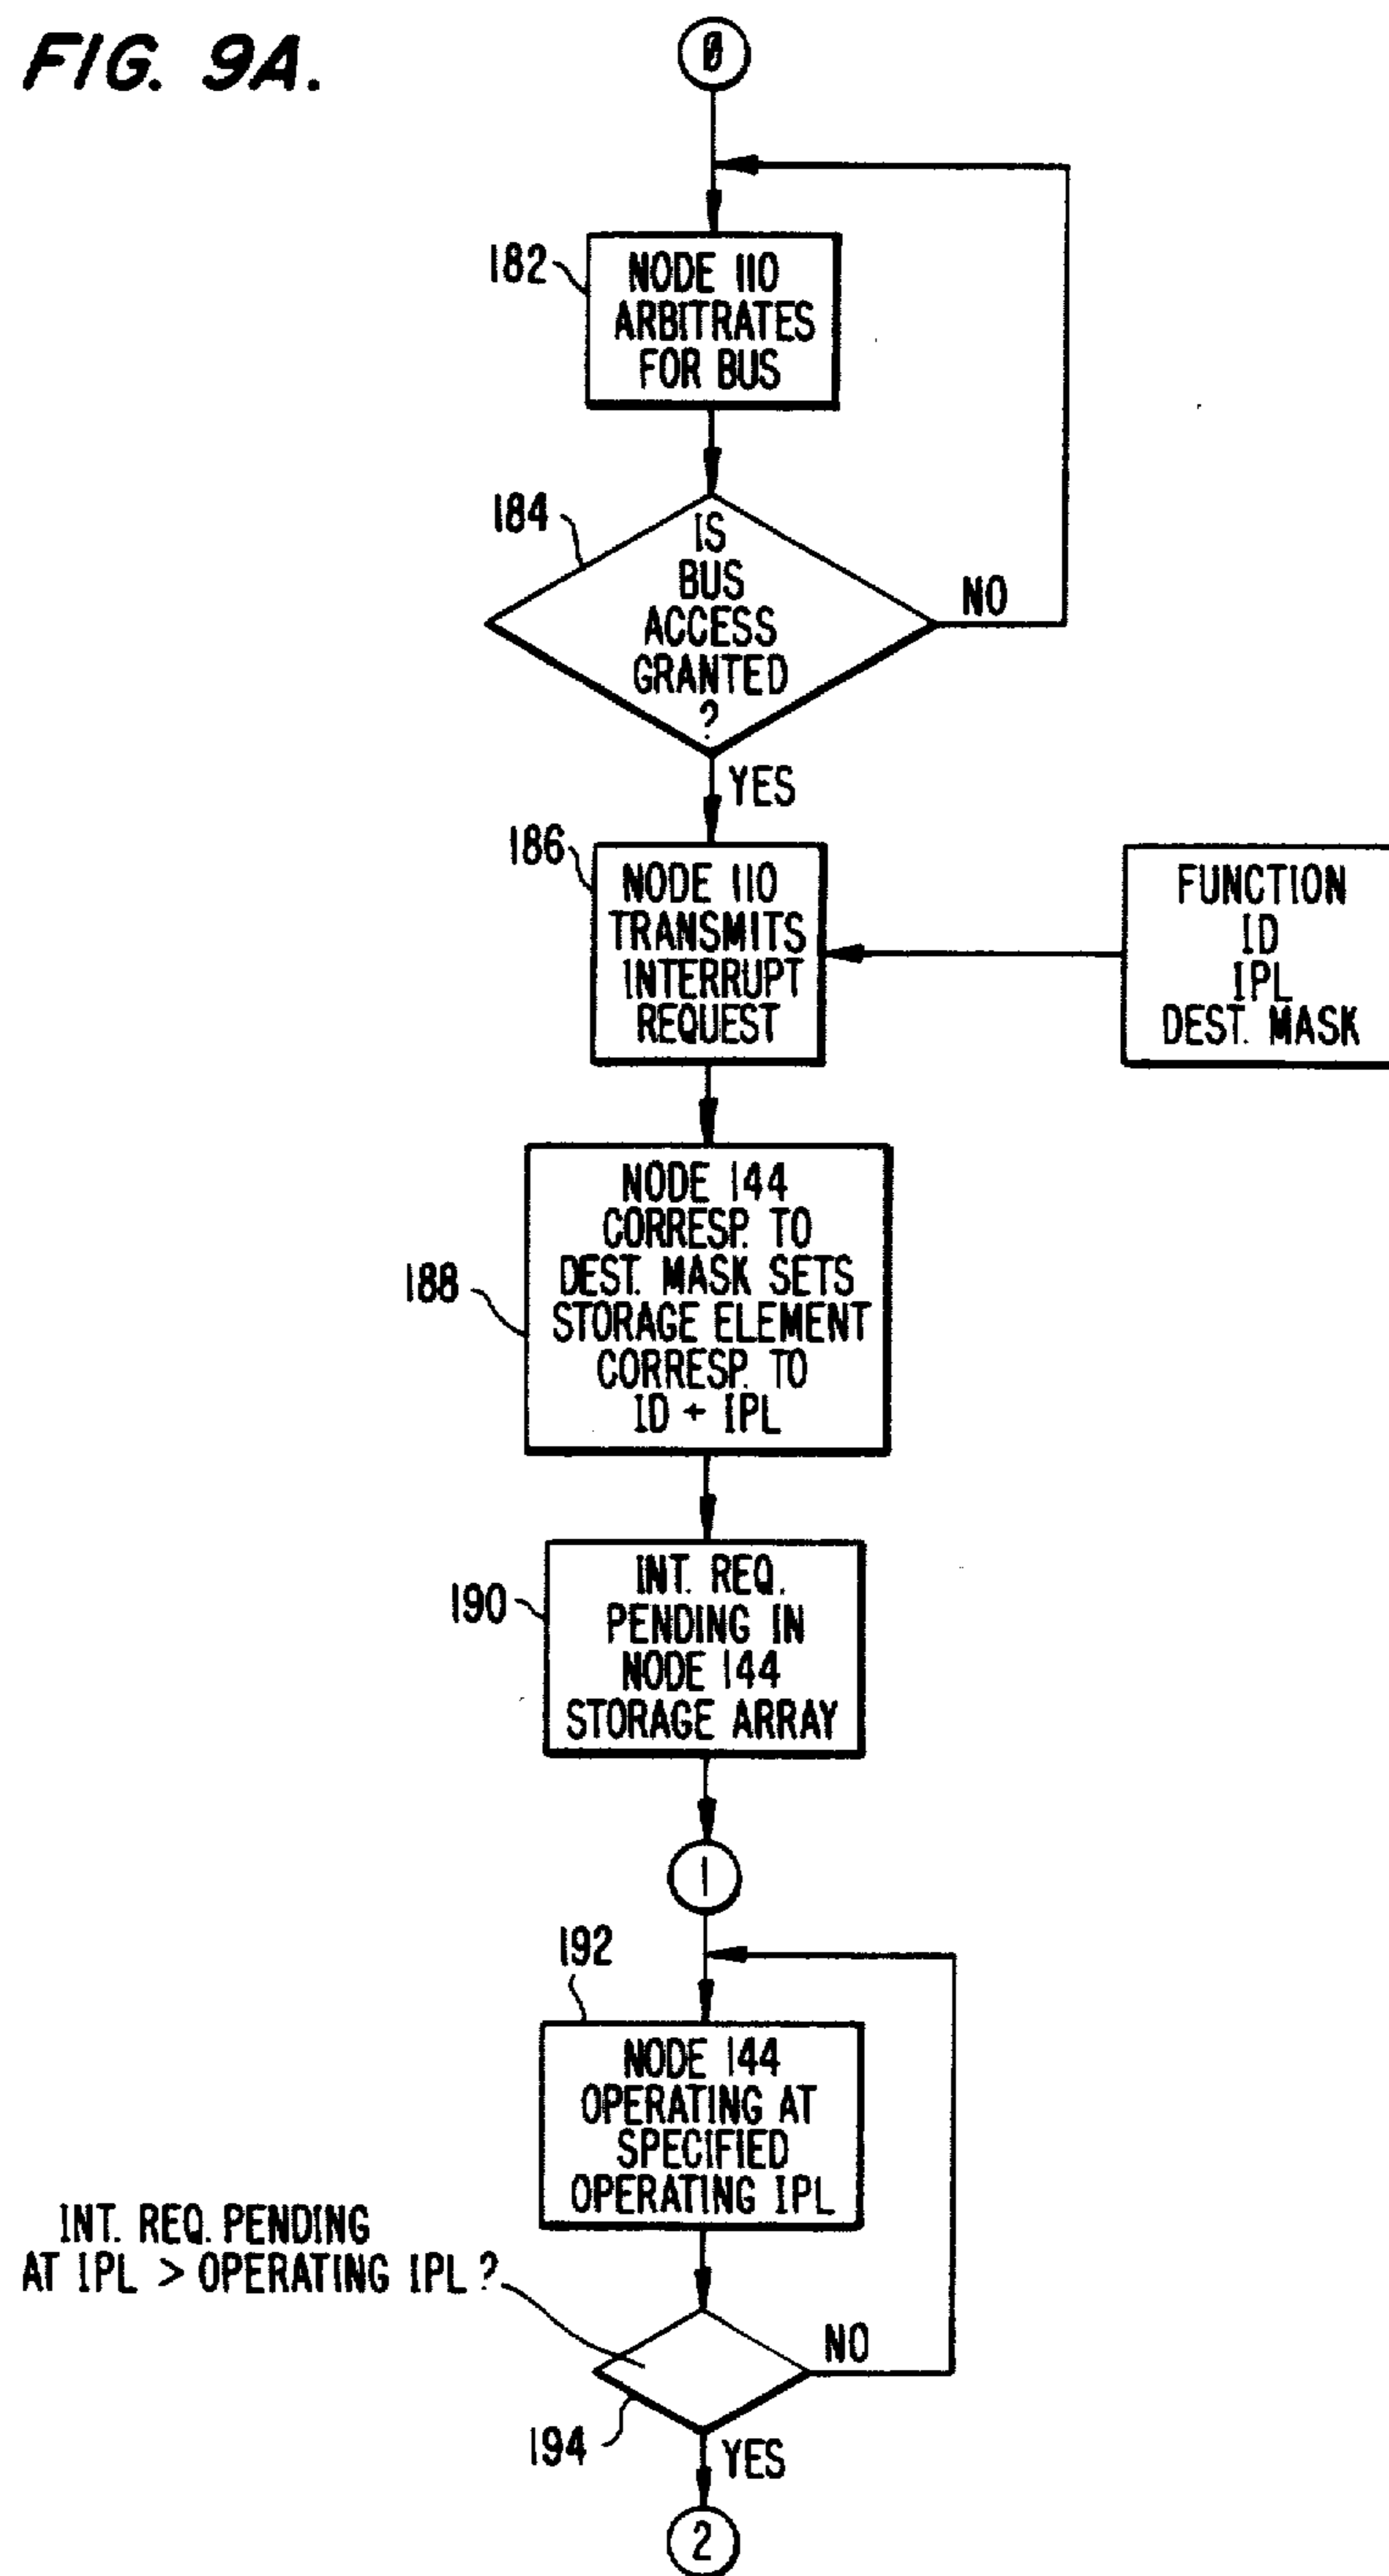 FIG. 9A.
0
182
NODE 110
ARBITRATES
FOR BUS
184
IS
BUS
ACCESS
GRANTED
?
NO
YES
186
NODE 110
TRANSMITS
INTERRUPT
REQUEST
FUNCTION
ID
IPL
DEST. MASK
188
NODE 144
CORRESP. TO
DEST. MASK SETS
STORAGE ELEMENT
CORRESP. TO
ID + IPL
190
INT. REQ.
PENDING IN
NODE 144
STORAGE ARRAY
1
192
NODE 144
OPERATING AT
SPECIFIED
OPERATING IPL
INT. REQ. PENDING
AT IPL > OPERATING IPL ?
NO
194
YES
2